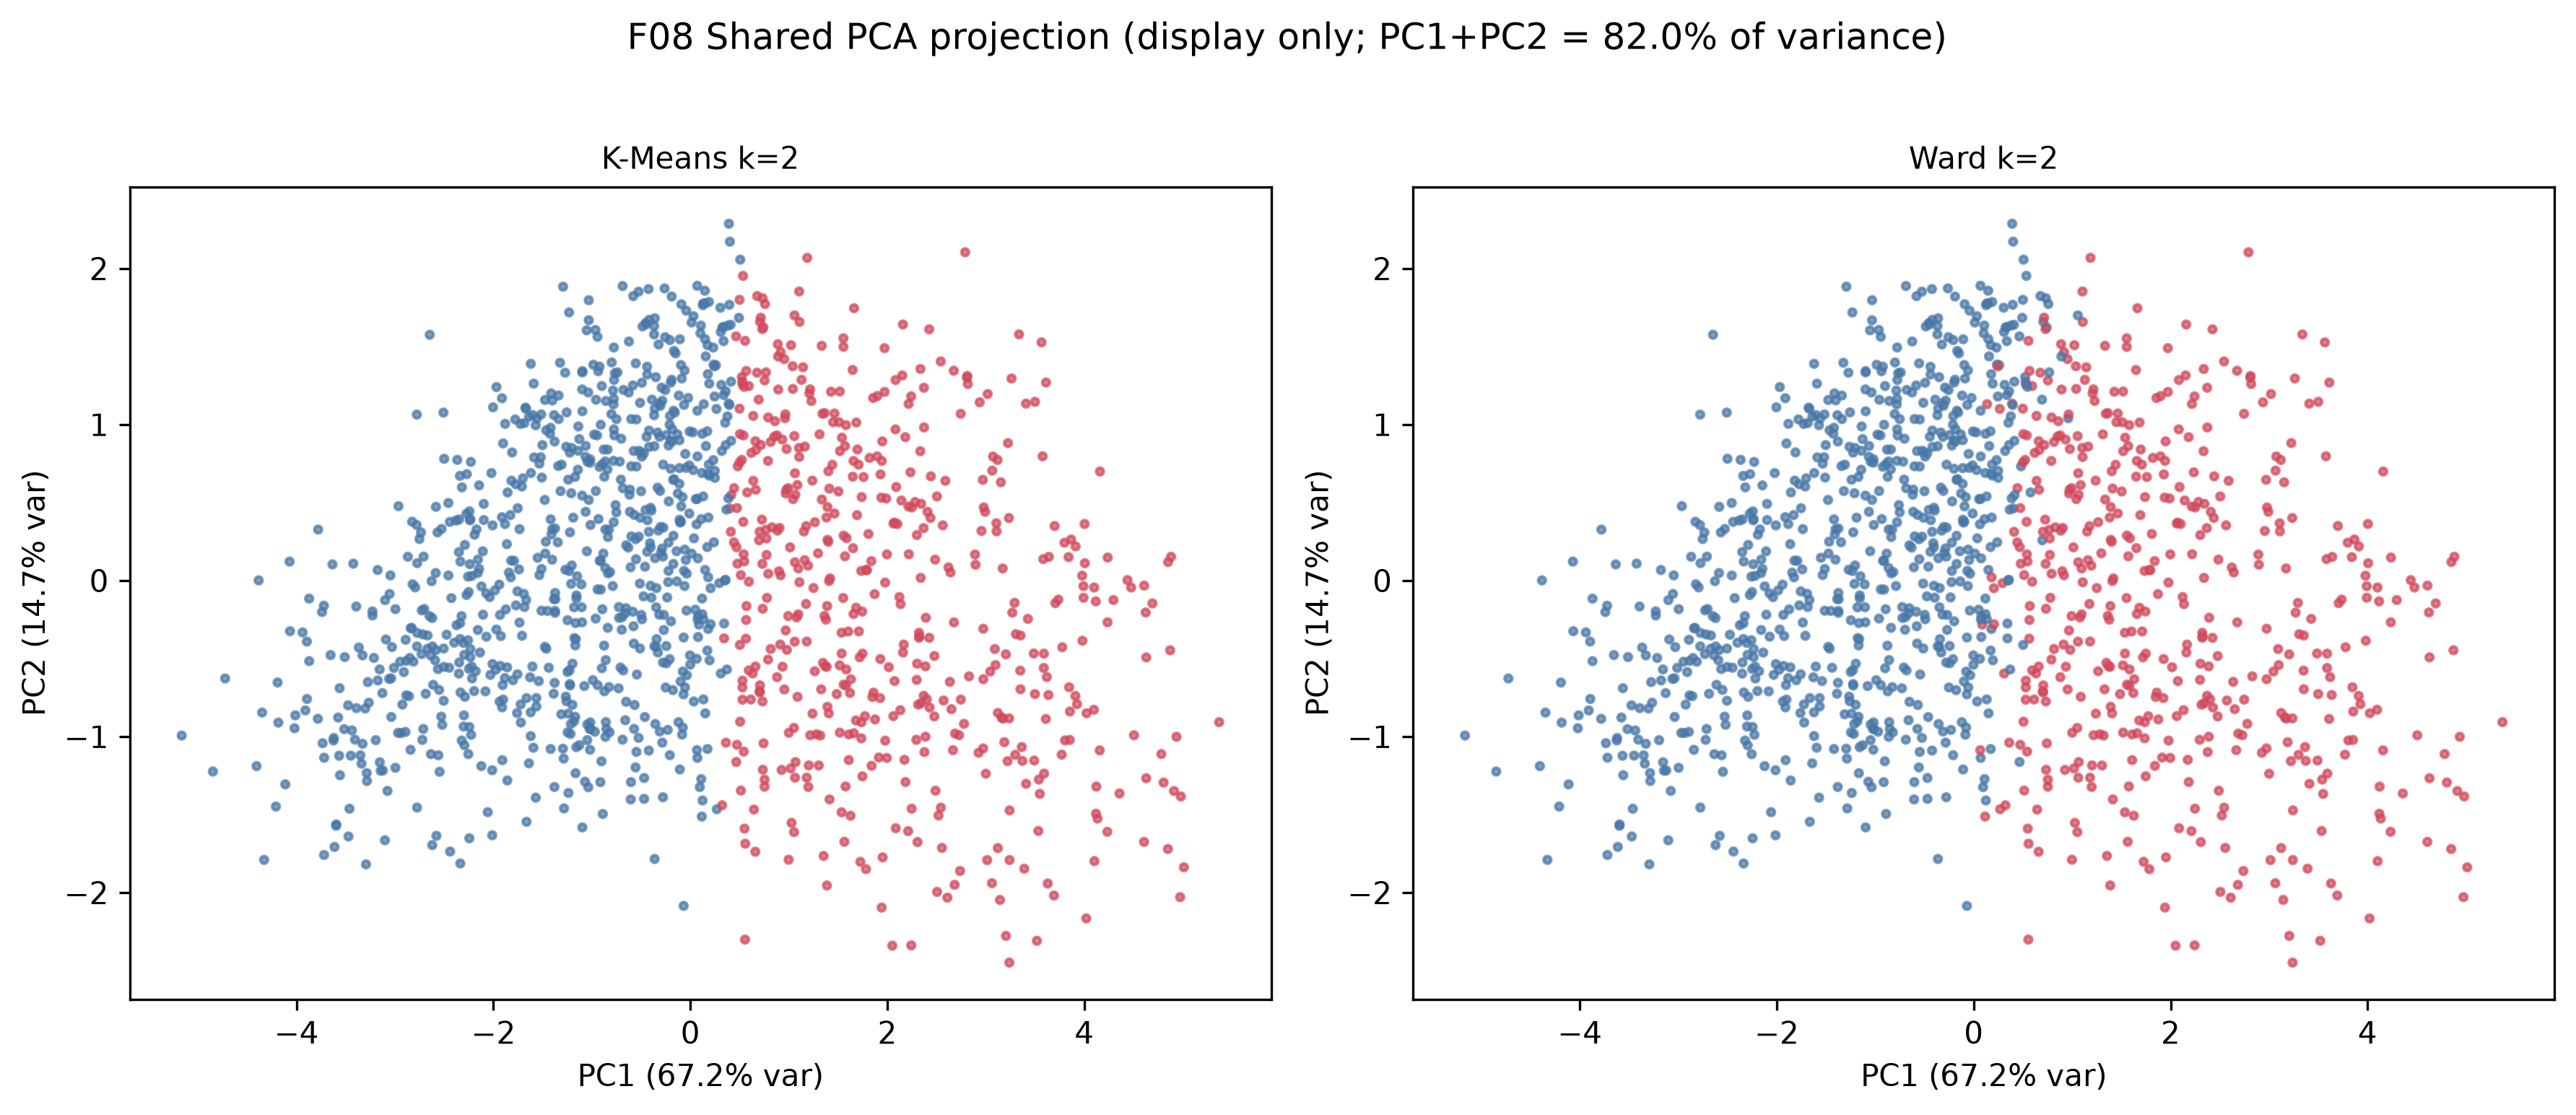 F08 Shared PCA projection (display only; PC1+PC2 = 82.0% of variance)
K-Means k=2
2
1
0
−1
−2
PC2 (14.7% var)
−4
−2
0
2
4
PC1 (67.2% var)
Ward k=2
2
1
0
−1
−2
PC2 (14.7% var)
−4
−2
0
2
4
PC1 (67.2% var)